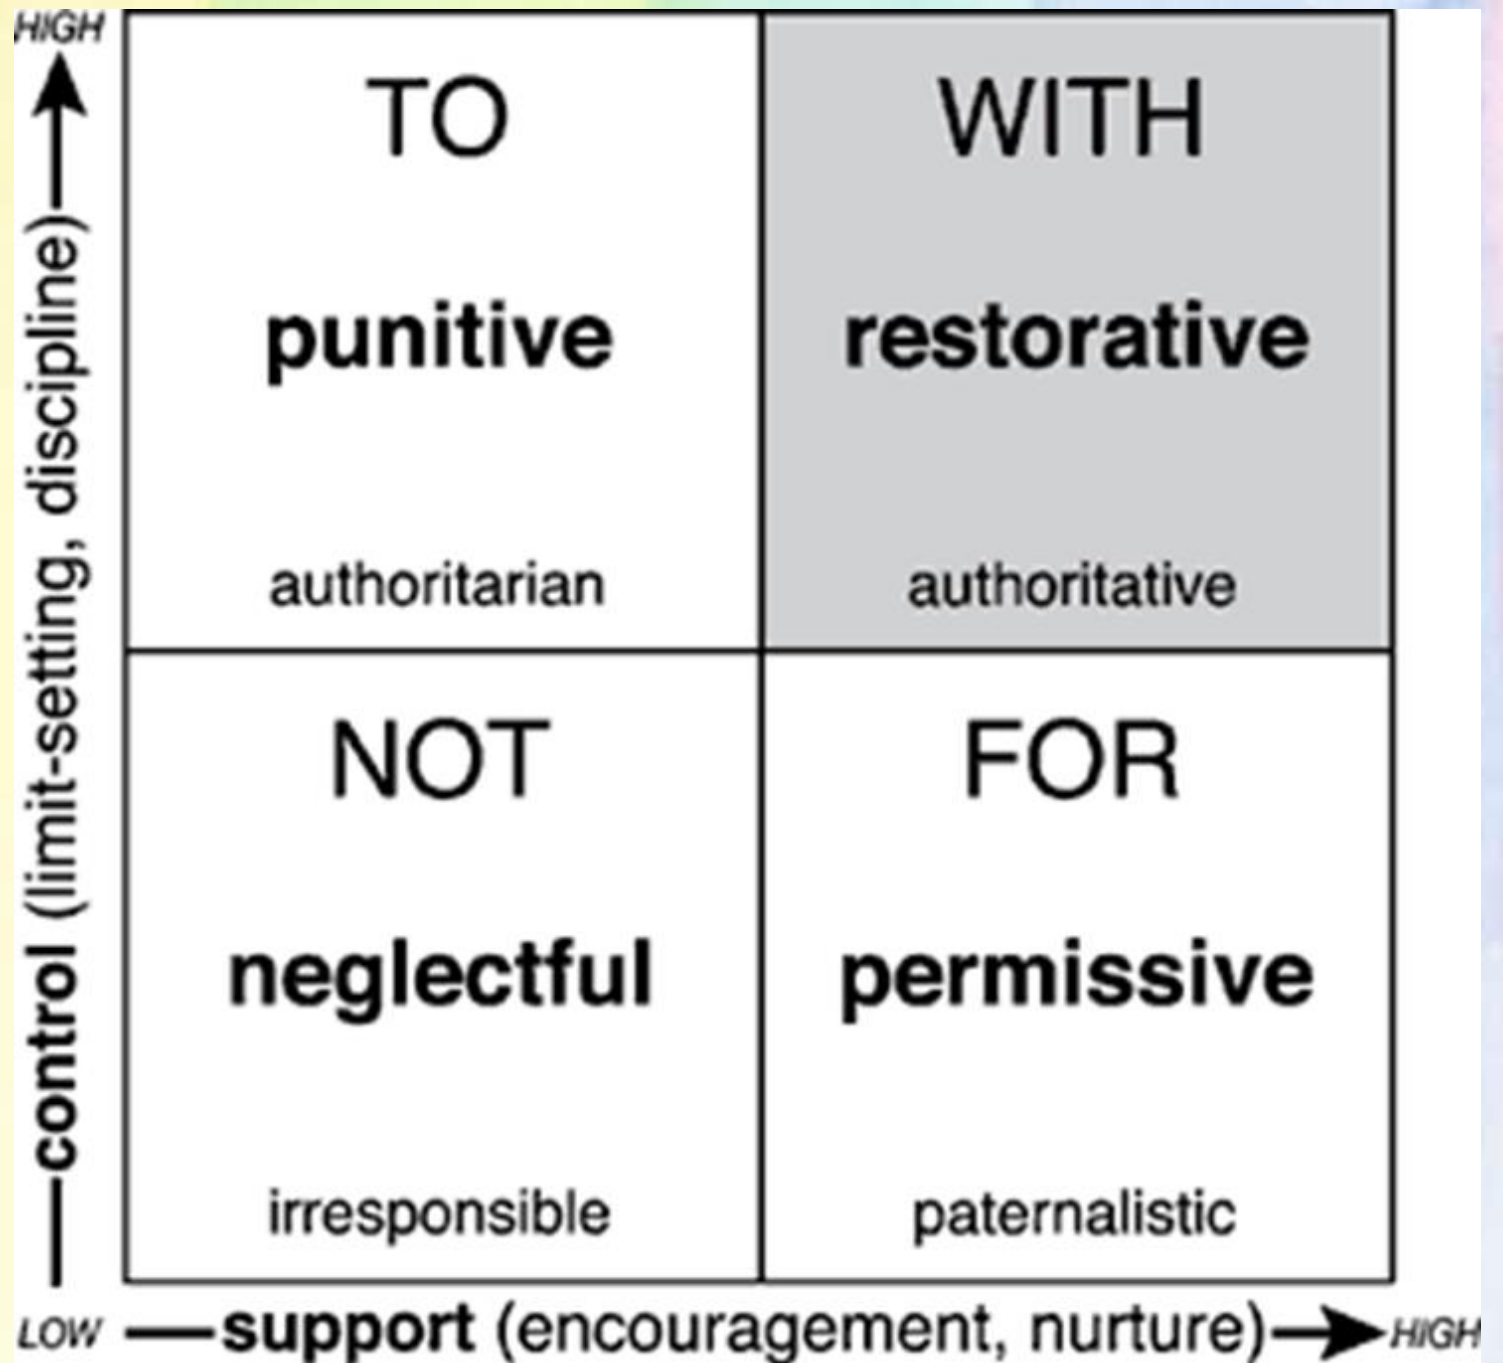 HIGH
control (limit-setting, discipline)
TO
punitive
authoritarian
WITH
restorative
authoritative
NOT
neglectful
irresponsible
FOR
permissive
paternalistic
LOW
support (encouragement, nurture)
HIGH